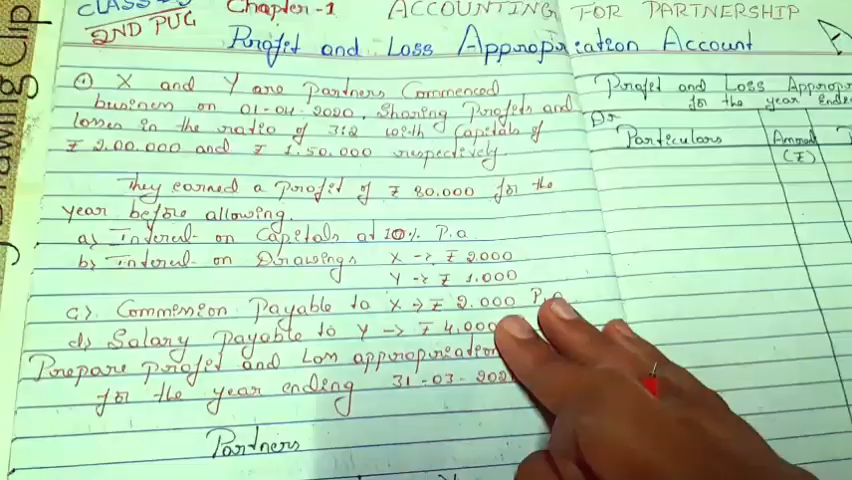 CLASS
2ND PUC
Chapter-1
ACCOUNTING FOR PARTNERSHIP
Profit and Loss Appropriation Account
① X and Y are Partners Commenced
business on 01-04-2020, Sharing Profits and
losses in the ratio of 3:2 with Capitals of
₹ 2,00,000 and ₹ 1,50,000 respectively.
They earned a Profit of ₹ 80,000 for the
year before allowing.
a) Interest on Capitals at 10% P.a
b) Interest on Drawings X → ₹ 2,000
Y → ₹ 1,000
c) Commission Payable to X → ₹ 2,000 P.a
d) Salary Payable to Y → ₹ 4,000
Prepare profit and Loss appropriation
for the year ending 31-03-202
Partners
Profit and Loss Appropr
for the year Ende
Dr
Particulars
Amount
(₹)